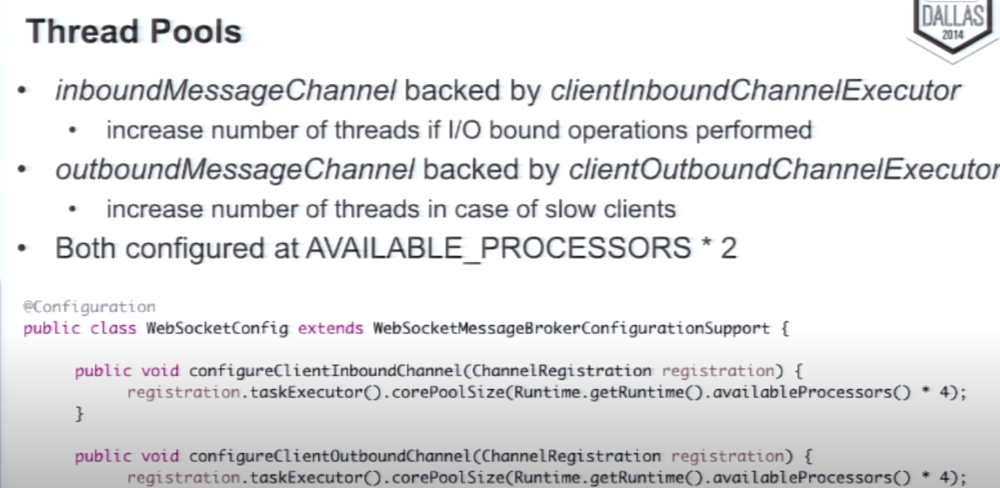 DALLAS
2014
Thread Pools
• inboundMessageChannel backed by clientInboundChannelExecutor
• increase number of threads if I/O bound operations performed
• outboundMessageChannel backed by clientOutboundChannelExecutor
• increase number of threads in case of slow clients
• Both configured at AVAILABLE_PROCESSORS * 2
@Configuration
public class WebSocketConfig extends WebSocketMessageBrokerConfigurationSupport {
public void configureClientInboundChannel(ChannelRegistration registration) {
registration.taskExecutor().corePoolSize(Runtime.getRuntime().availableProcessors() * 4);
}
public void configureClientOutboundChannel(ChannelRegistration registration) {
registration.taskExecutor().corePoolSize(Runtime.getRuntime().availableProcessors() * 4);